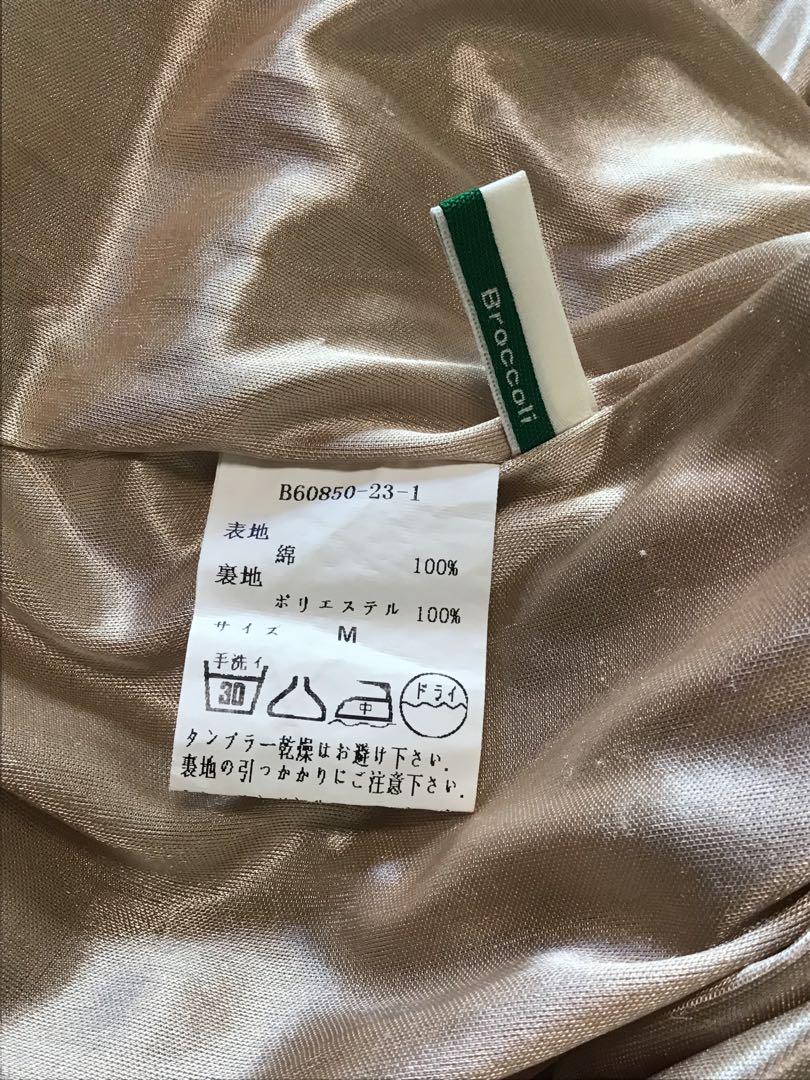 Broccoli
B60850-23-1
表地
綿 100%
裏地
ポリエステル 100%
サイズ M
手洗イ
30 中 ドライ
タンブラー乾燥はお避け下さい.
裏地の引っかかりにご注意下さい.